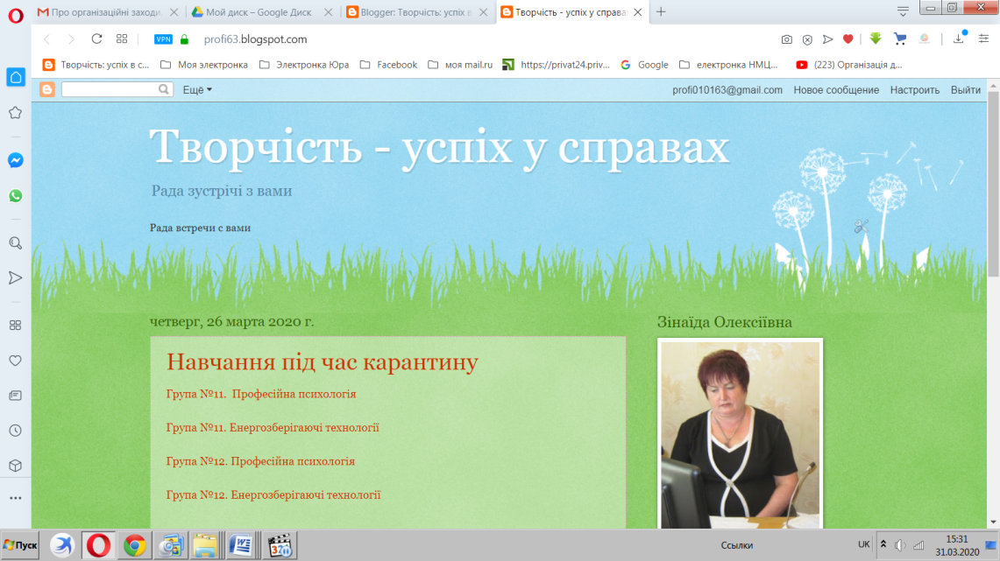 Про організаційні заходи
Мой диск – Google Диск
Blogger: Творчість: успіх в
Творчість - успіх у справа
VPN
profi63.blogspot.com
Творчість: успіх в с...
Моя электронка
Электронка Юра
Facebook
моя mail.ru
https://privat24.priv...
Google
електронка НМЦ...
(223) Організація д...
Ещё
profi010163@gmail.com
Новое сообщение
Настроить
Выйти
Творчість - успіх у справах
Рада зустрічі з вами
Рада встречи с вами
четверг, 26 марта 2020 г.
Навчання під час карантину
Група №11.  Професійна психологія
Група №11. Енергозберігаючі технології
Група №12. Професійна психологія
Група №12. Енергозберігаючі технології
Зінаїда Олексіївна
Пуск
Ссылки
UK
15:31
31.03.2020